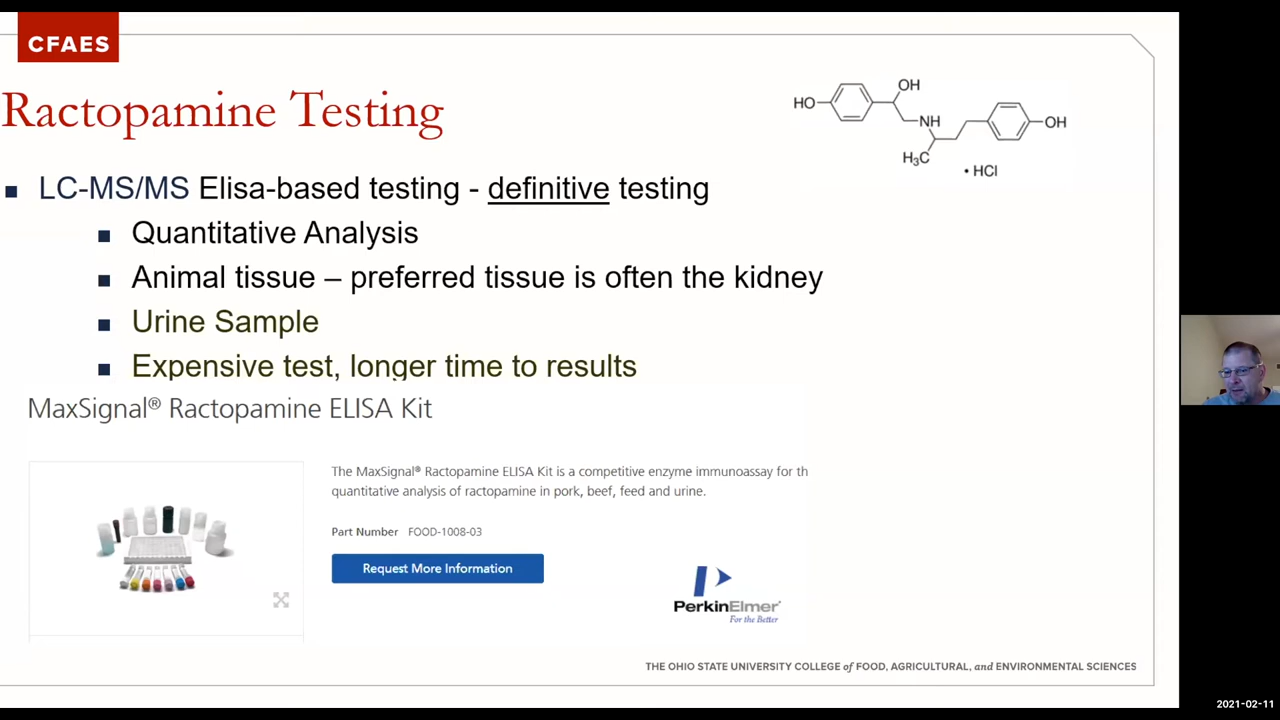 CFAES
Ractopamine Testing
HO
OH
NH
H₃C
OH
• HCl
▪ LC-MS/MS Elisa-based testing - definitive testing
▪ Quantitative Analysis
▪ Animal tissue – preferred tissue is often the kidney
▪ Urine Sample
▪ Expensive test, longer time to results
MaxSignal® Ractopamine ELISA Kit
The MaxSignal® Ractopamine ELISA Kit is a competitive enzyme immunoassay for th
quantitative analysis of ractopamine in pork, beef, feed and urine.
Part Number FOOD-1008-03
Request More Information
PerkinElmer®
For the Better
THE OHIO STATE UNIVERSITY COLLEGE of FOOD, AGRICULTURAL, and ENVIRONMENTAL SCIENCES
2021-02-11